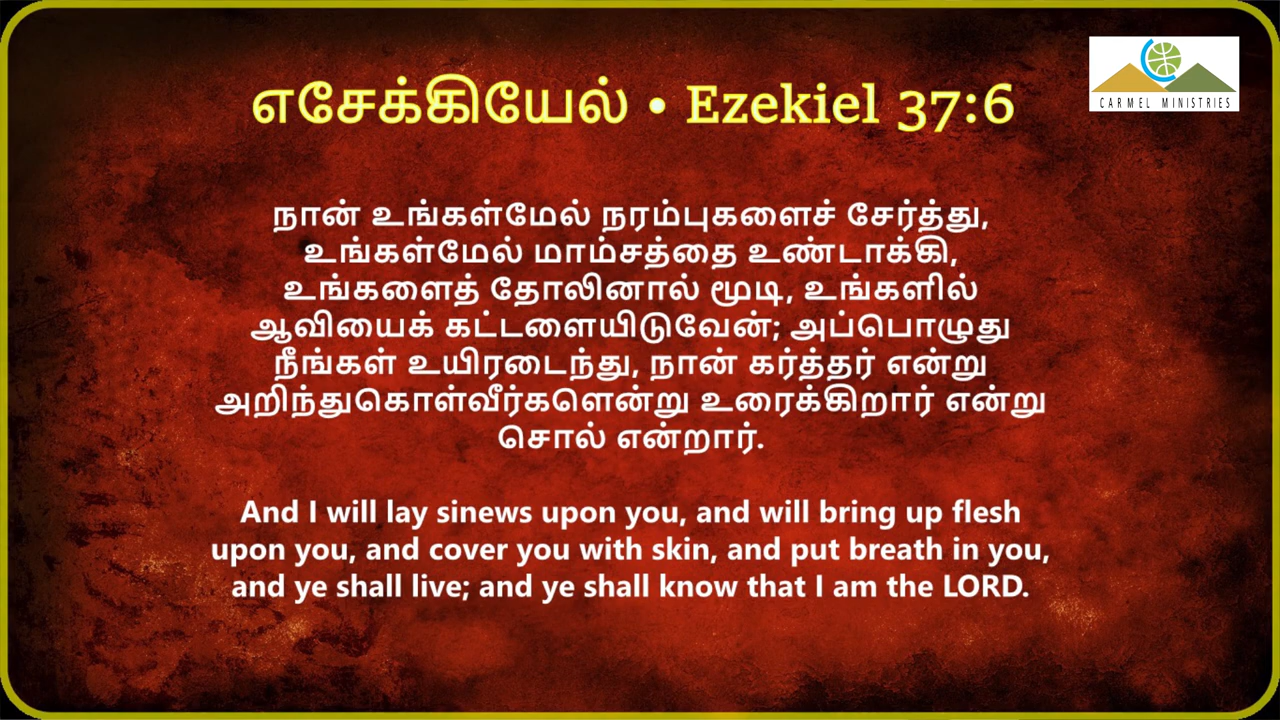 எசேக்கியேல் • Ezekiel 37:6
CARMEL MINISTRIES
நான் உங்கள்மேல் நரம்புகளைச் சேர்த்து,
உங்கள்மேல் மாம்சத்தை உண்டாக்கி,
உங்களைத் தோலினால் மூடி, உங்களில்
ஆவியைக் கட்டளையிடுவேன்; அப்பொழுது
நீங்கள் உயிரடைந்து, நான் கர்த்தர் என்று
அறிந்துகொள்வீர்களென்று உரைக்கிறார் என்று
சொல் என்றார்.
And I will lay sinews upon you, and will bring up flesh
upon you, and cover you with skin, and put breath in you,
and ye shall live; and ye shall know that I am the LORD.